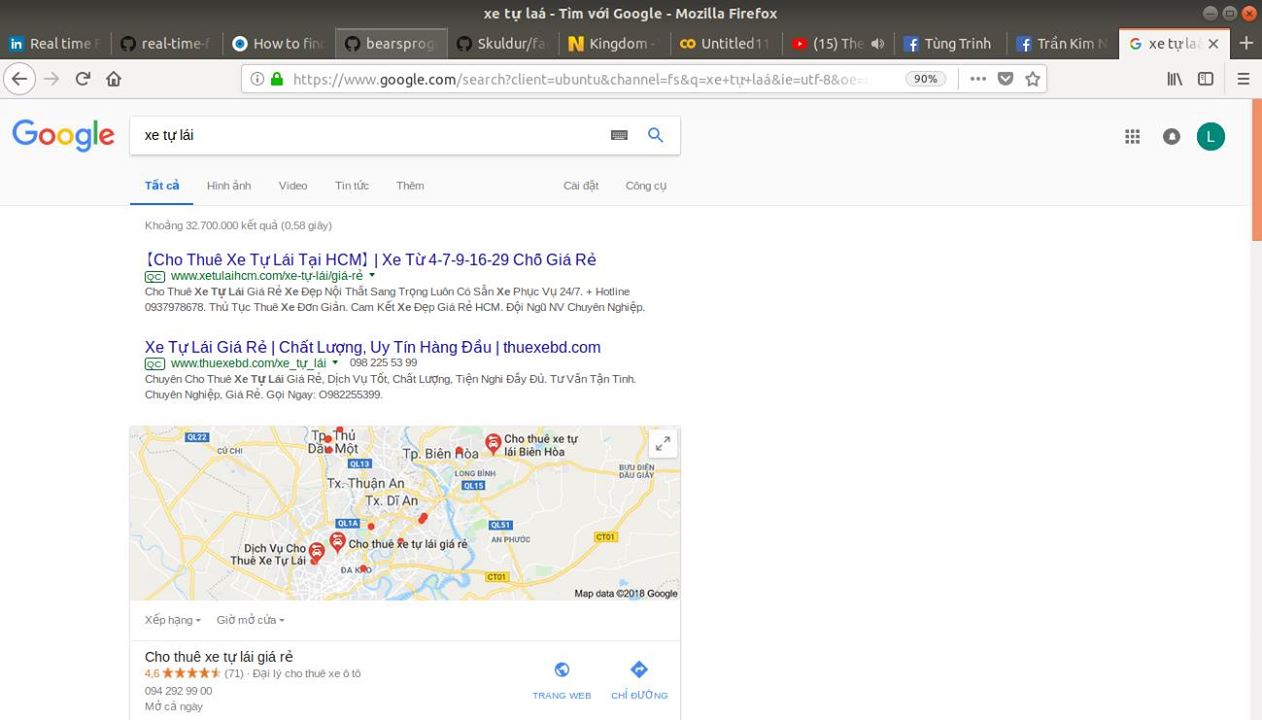 xe tự laá - Tìm với Google - Mozilla Firefox
Real time F
real-time-f
How to find
bearsprog
Skuldur/fac
Kingdom -
Untitled11
(15) The
Tùng Trinh
Trần Kim N
xe tự laá
https://www.google.com/search?client=ubuntu&channel=fs&q=xe+tự+laá&ie=utf-8&oe=
90%
Google
xe tự lái
L
Tất cả
Hình ảnh
Video
Tin tức
Thêm
Cài đặt
Công cụ
Khoảng 32.700.000 kết quả (0,58 giây)
【Cho Thuê Xe Tự Lái Tại HCM】 | Xe Từ 4-7-9-16-29 Chỗ Giá Rẻ
QC www.xetulaihcm.com/xe-tự-lái/giá-rẻ
Cho Thuê Xe Tự Lái Giá Rẻ Xe Đẹp Nội Thất Sang Trọng Luôn Có Sẵn Xe Phục Vụ 24/7. + Hotline
0937978678. Thủ Tục Thuê Xe Đơn Giản. Cam Kết Xe Đẹp Giá Rẻ HCM. Đội Ngũ NV Chuyên Nghiệp.
Xe Tự Lái Giá Rẻ | Chất Lượng, Uy Tín Hàng Đầu | thuexebd.com
QC www.thuexebd.com/xe_tự_lái 098 225 53 99
Chuyên Cho Thuê Xe Tự Lái Giá Rẻ, Dịch Vụ Tốt, Chất Lượng, Tiện Nghi Đầy Đủ. Tư Vấn Tận Tình.
Chuyên Nghiệp, Giá Rẻ. Gọi Ngay: O982255399.
QL22
CỦ CHI
Tp. Thủ
Dầu Một
QL13
Tp. Biên Hòa
Cho thuê xe tự
lái Biên Hòa
LONG BÌNH
QL15
BƯU ĐIỆN
DẦU GIÂY
Tx. Thuận An
Tx. Dĩ An
QL1A
QL51
AN PHƯỚC
CT01
Dịch Vụ Cho
Thuê Xe Tự Lái
Cho thuê xe tự lái giá rẻ
ĐA KAO
CT01
Map data ©2018 Google
Xếp hạng
Giờ mở cửa
Cho thuê xe tự lái giá rẻ
4,6 (71) · Đại lý cho thuê xe ô tô
094 292 99 00
Mở cả ngày
TRANG WEB
CHỈ ĐƯỜNG